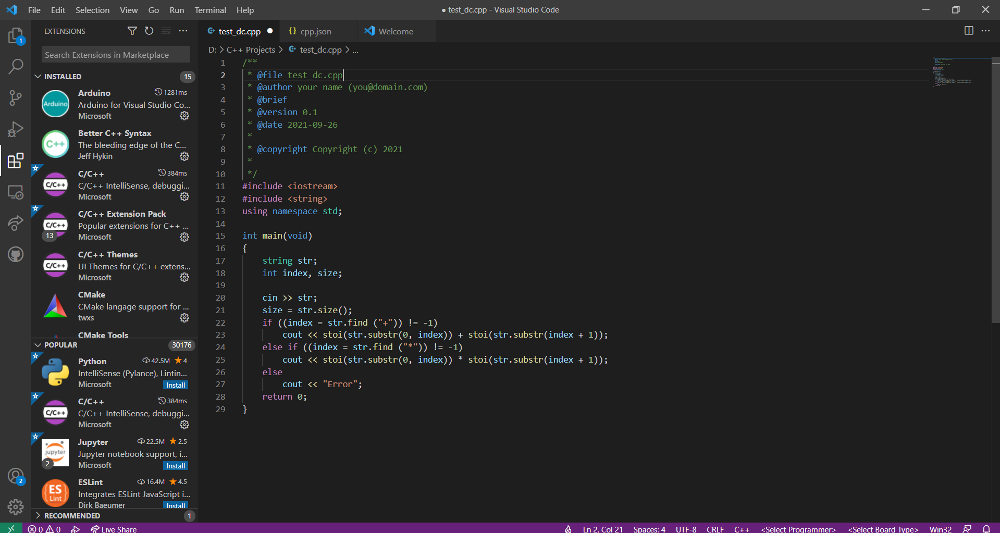 File Edit Selection View Go Run Terminal Help
● test_dc.cpp - Visual Studio Code
1
EXTENSIONS
Search Extensions in Marketplace
INSTALLED 15
Arduino 1281ms
Arduino
Arduino for Visual Studio Co...
Microsoft
Better C++ Syntax
C++
The bleeding edge of the C...
Jeff Hykin
C/C++ 384ms
C/C++
C/C++ IntelliSense, debuggi...
Microsoft
C/C++ Extension Pack
C/C++
Popular extensions for C++ ...
13
Microsoft
C/C++ Themes
C/C++
UI Themes for C/C++ extens...
Microsoft
CMake
CMake langage support for ...
twxs
CMake Tools
POPULAR 30176
Python 42.5M 4
IntelliSense (Pylance), Lintin...
Microsoft Install
C/C++ 384ms
C/C++
C/C++ IntelliSense, debuggi...
Microsoft
Jupyter 22.5M 2.5
jupyter
Jupyter notebook support, i...
2
Microsoft Install
ESLint 16.4M 4.5
ES
Lint
Integrates ESLint JavaScript i...
Dirk Baeumer Install
RECOMMENDED 1
2
test_dc.cpp ● {} cpp.json Welcome
D: > C++ Projects > test_dc.cpp > ...
1 /**
2 * @file test_dc.cpp
3 * @author your name (you@domain.com)
4 * @brief
5 * @version 0.1
6 * @date 2021-09-26
7 *
8 * @copyright Copyright (c) 2021
9 *
10 */
11 #include <iostream>
12 #include <string>
13 using namespace std;
14
15 int main(void)
16 {
17 string str;
18 int index, size;
19
20 cin >> str;
21 size = str.size();
22 if ((index = str.find ("+")) != -1)
23 cout << stoi(str.substr(0, index)) + stoi(str.substr(index + 1));
24 else if ((index = str.find ("*")) != -1)
25 cout << stoi(str.substr(0, index)) * stoi(str.substr(index + 1));
26 else
27 cout << "Error";
28 return 0;
29 }
0 0 Live Share Ln 2, Col 21 Spaces: 4 UTF-8 CRLF C++ <Select Programmer> <Select Board Type> Win32